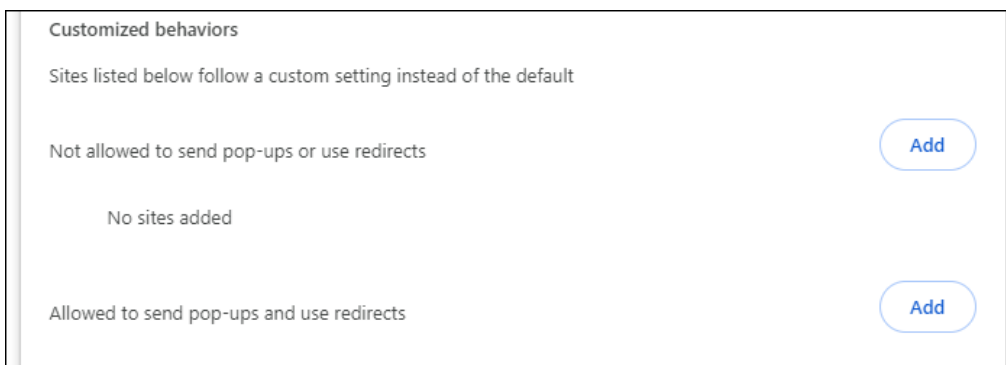 Customized behaviors
Sites listed below follow a custom setting instead of the default
Not allowed to send pop-ups or use redirects
Add
No sites added
Allowed to send pop-ups and use redirects
Add